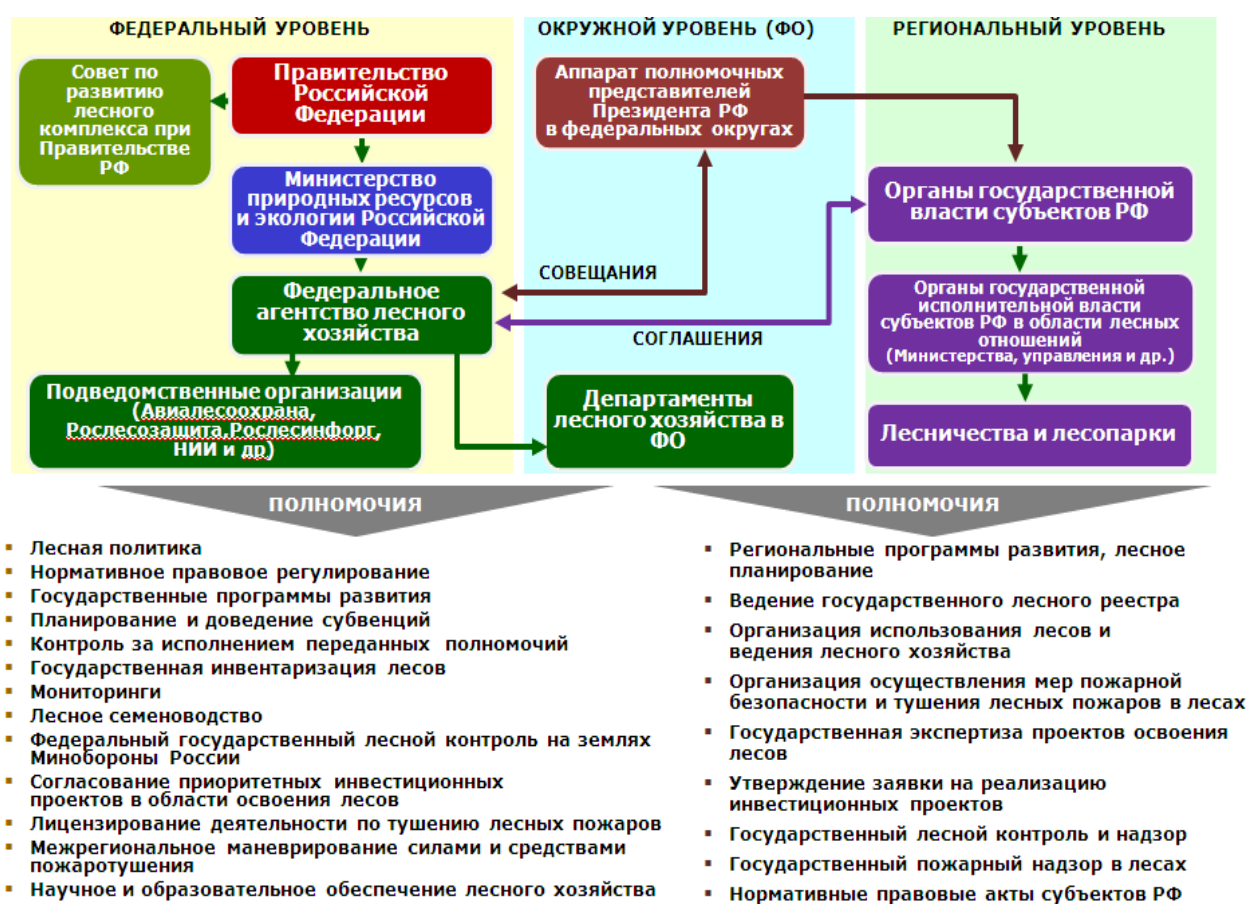 ФЕДЕРАЛЬНЫЙ УРОВЕНЬ
Совет по
развитию
лесного
комплекса при
Правительстве
РФ
Правительство
Российской
Федерации
Министерство
природных ресурсов
и экологии Российской
Федерации
Федеральное
агентство лесного
хозяйства
Подведомственные организации
(Авиалесоохрана,
Рослесозащита,Рослесинфорг,
НИИ и др)
ОКРУЖНОЙ УРОВЕНЬ (ФО)
Аппарат полномочных
представителей
Президента РФ
в федеральных округах
СОВЕЩАНИЯ
СОГЛАШЕНИЯ
Департаменты
лесного хозяйства в
ФО
РЕГИОНАЛЬНЫЙ УРОВЕНЬ
Органы государственной
власти субъектов РФ
Органы государственной
исполнительной власти
субъектов РФ в области лесных
отношений
(Министерства, управления и др.)
Лесничества и лесопарки
ПОЛНОМОЧИЯ
▪ Лесная политика
▪ Нормативное правовое регулирование
▪ Государственные программы развития
▪ Планирование и доведение субвенций
▪ Контроль за исполнением переданных полномочий
▪ Государственная инвентаризация лесов
▪ Мониторинги
▪ Лесное семеноводство
▪ Федеральный государственный лесной контроль на землях
Минобороны России
▪ Согласование приоритетных инвестиционных
проектов в области освоения лесов
▪ Лицензирование деятельности по тушению лесных пожаров
▪ Межрегиональное маневрирование силами и средствами
пожаротушения
▪ Научное и образовательное обеспечение лесного хозяйства
ПОЛНОМОЧИЯ
▪ Региональные программы развития, лесное
планирование
▪ Ведение государственного лесного реестра
▪ Организация использования лесов и
ведения лесного хозяйства
▪ Организация осуществления мер пожарной
безопасности и тушения лесных пожаров в лесах
▪ Государственная экспертиза проектов освоения
лесов
▪ Утверждение заявки на реализацию
инвестиционных проектов
▪ Государственный лесной контроль и надзор
▪ Государственный пожарный надзор в лесах
▪ Нормативные правовые акты субъектов РФ